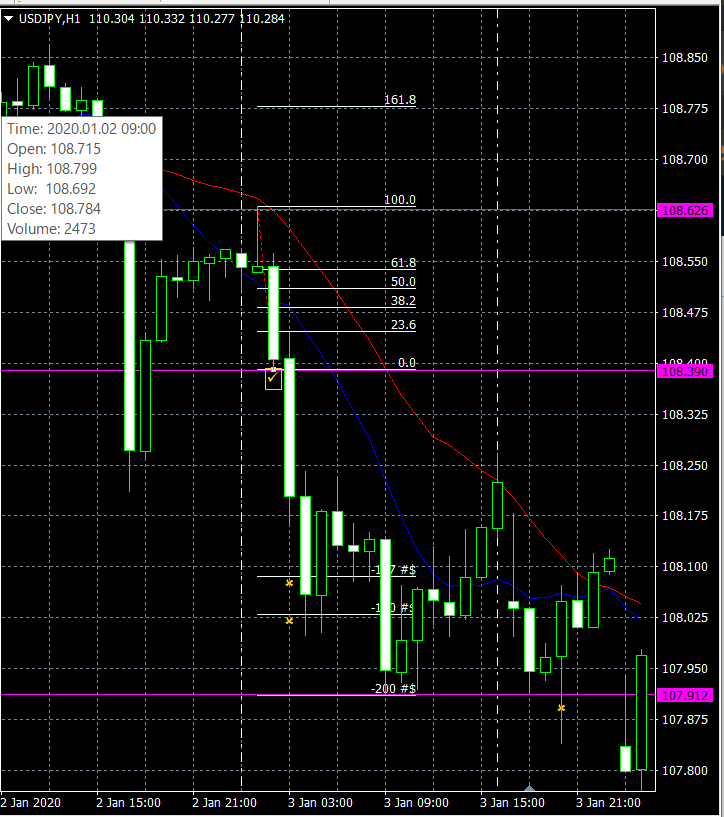 USDJPY,H1 110.304 110.332 110.277 110.284
108.850
161.8
108.775
Time: 2020.01.02 09:00
Open: 108.715
High: 108.799
Low: 108.692
Close: 108.784
Volume: 2473
108.700
100.0
108.626
61.8
108.550
50.0
38.2
108.475
23.6
0.0
108.400
108.390
108.325
108.250
108.175
108.100
108.025
-200 #$
107.950
107.912
107.875
107.800
2 Jan 2020
2 Jan 15:00
2 Jan 21:00
3 Jan 03:00
3 Jan 09:00
3 Jan 15:00
3 Jan 21:00